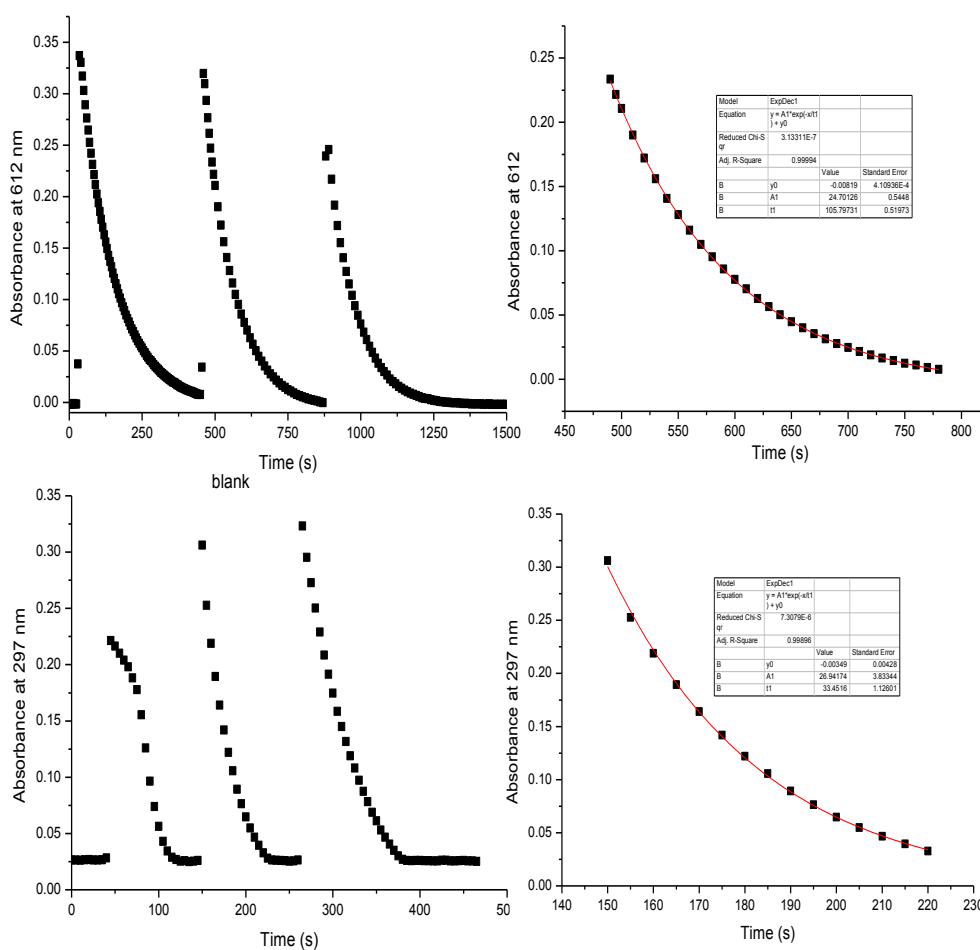 0.35
0.30
0.25
0.20
0.15
0.10
0.05
0.00
Absorbance at 612 nm
0 250 500 750 1000 1250 1500
Time (s)
0.25
0.20
0.15
0.10
0.05
0.00
Absorbance at 612
450 500 550 600 650 700 750 800
Time (s)
Model ExpDec1
Equation y = A1*exp(-x/t1
) + y0
Reduced Chi-S
qr 3.13311E-7
Adj. R-Square 0.99994
Value Standard Error
B y0 -0.00819 4.10936E-4
B A1 24.70126 0.5448
B t1 105.79731 0.51973
blank
0.35
0.30
0.25
0.20
0.15
0.10
0.05
0.00
Absorbance at 297 nm
0 100 200 300 400 500
Time (s)
0.35
0.30
0.25
0.20
0.15
0.10
0.05
0.00
Absorbance at 297 nm
140 150 160 170 180 190 200 210 220 230
Time (s)
Model ExpDec1
Equation y = A1*exp(-x/t1
) + y0
Reduced Chi-S
qr 7.3079E-6
Adj. R-Square 0.99896
Value Standard Error
B y0 -0.00349 0.00428
B A1 26.94174 3.83344
B t1 33.4516 1.12601